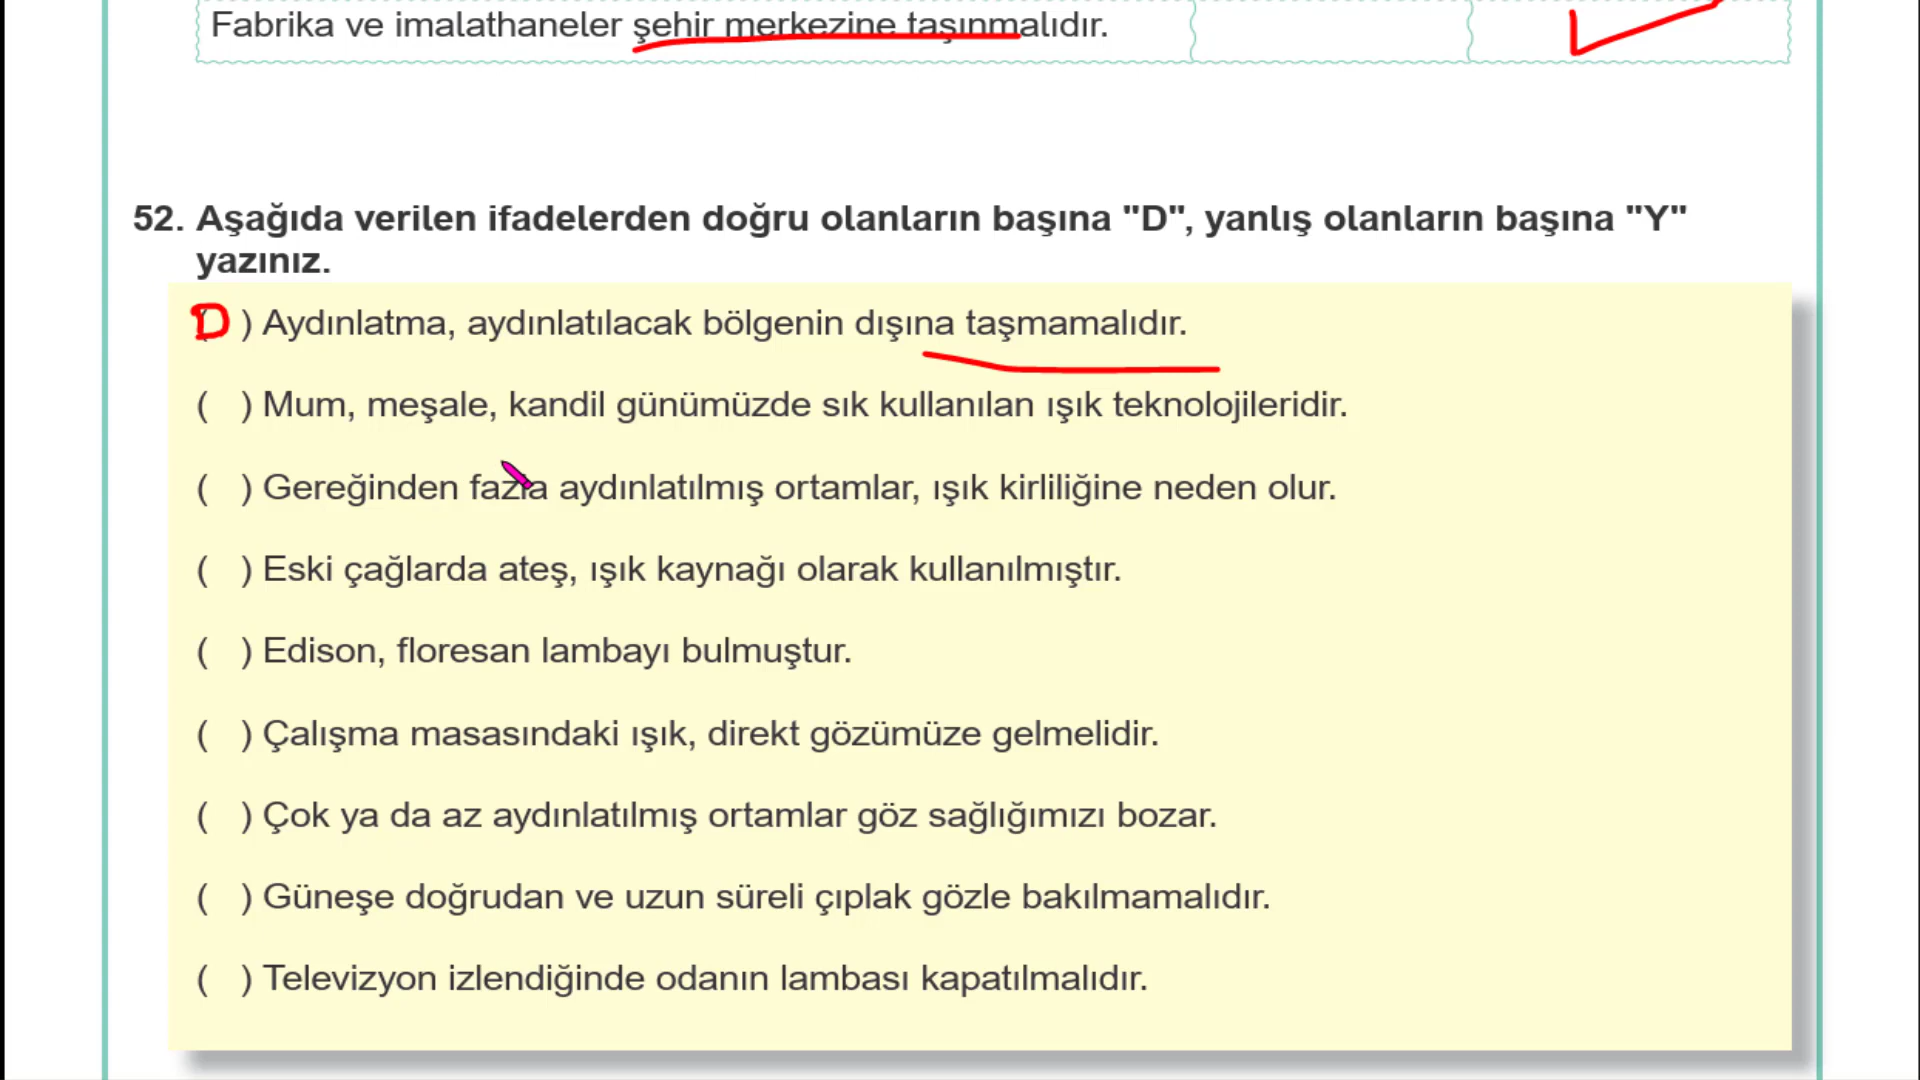 Fabrika ve imalathaneler şehir merkezine taşınmalıdır.
52. Aşağıda verilen ifadelerden doğru olanların başına "D", yanlış olanların başına "Y"
yazınız.
(D ) Aydınlatma, aydınlatılacak bölgenin dışına taşmamalıdır.
(   ) Mum, meşale, kandil günümüzde sık kullanılan ışık teknolojileridir.
(   ) Gereğinden fazla aydınlatılmış ortamlar, ışık kirliliğine neden olur.
(   ) Eski çağlarda ateş, ışık kaynağı olarak kullanılmıştır.
(   ) Edison, floresan lambayı bulmuştur.
(   ) Çalışma masasındaki ışık, direkt gözümüze gelmelidir.
(   ) Çok ya da az aydınlatılmış ortamlar göz sağlığımızı bozar.
(   ) Güneşe doğrudan ve uzun süreli çıplak gözle bakılmamalıdır.
(   ) Televizyon izlendiğinde odanın lambası kapatılmalıdır.